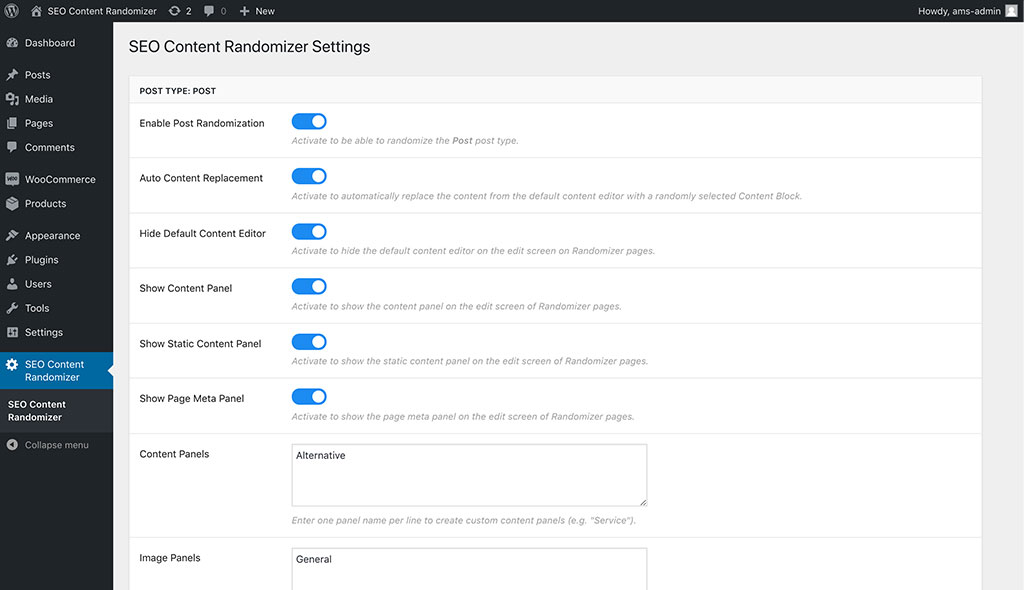 SEO Content Randomizer 2 0 New Howdy, ams-admin
Dashboard
Posts
Media
Pages
Comments
WooCommerce
Products
Appearance
Plugins
Users
Tools
Settings
SEO Content
Randomizer
SEO Content
Randomizer
Collapse menu
SEO Content Randomizer Settings
POST TYPE: POST
Enable Post Randomization
Activate to be able to randomize the Post post type.
Auto Content Replacement
Activate to automatically replace the content from the default content editor with a randomly selected Content Block.
Hide Default Content Editor
Activate to hide the default content editor on the edit screen on Randomizer pages.
Show Content Panel
Activate to show the content panel on the edit screen of Randomizer pages.
Show Static Content Panel
Activate to show the static content panel on the edit screen of Randomizer pages.
Show Page Meta Panel
Activate to show the page meta panel on the edit screen of Randomizer pages.
Content Panels
Alternative
Enter one panel name per line to create custom content panels (e.g. "Service").
Image Panels
General